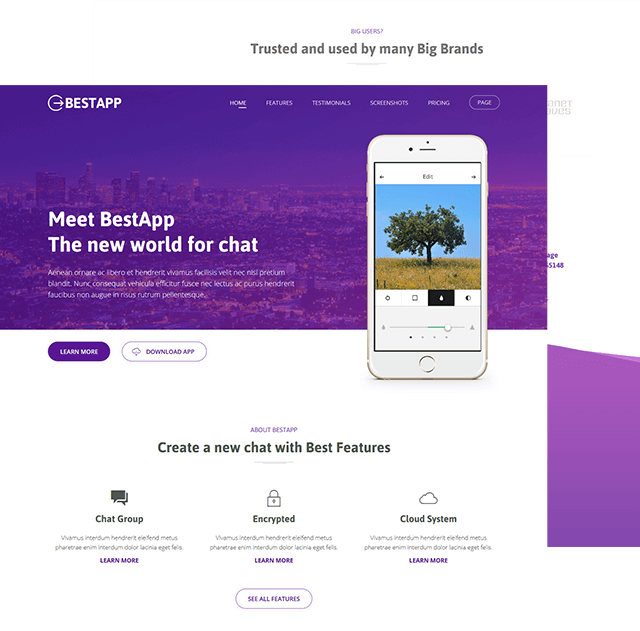 BIG USERS?
Trusted and used by many Big Brands
BESTAPP
HOME FEATURES TESTIMONIALS SCREENSHOTS PRICING PAGE
Edit
Meet BestApp
The new world for chat
Aenean ornare ac libero et hendrerit vivamus facilisis velit nec nisl pretium
blandit. Nunc consequat vehicula efficitur fusce nec lectus ac purus hendrerit
faucibus non augue in risus rutrum pellentesque.
65148
LEARN MORE DOWNLOAD APP
ABOUT BESTAPP
Create a new chat with Best Features
Chat Group
Vivamus interdum hendrerit eleifend metus
pharetrae enim interdum dolor lacinia eget felis.
LEARN MORE
Encrypted
Vivamus interdum hendrerit eleifend metus
pharetrae enim interdum dolor lacinia eget felis.
LEARN MORE
Cloud System
Vivamus interdum hendrerit eleifend metus
pharetrae enim interdum dolor lacinia eget felis.
LEARN MORE
SEE ALL FEATURES